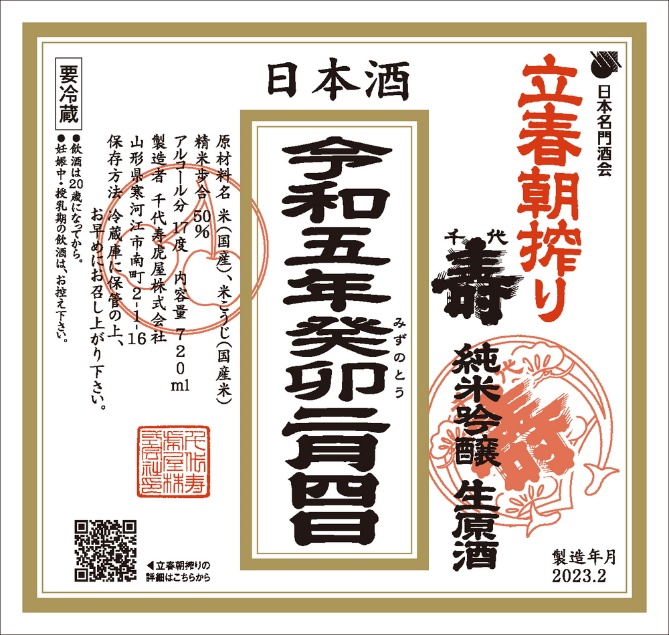 日本名門酒会
立春朝搾り
千代
寿
純米吟醸 生原酒
製造年月
2023.2
日本酒
令和五年癸卯二月四日
みずのとう
原材料名 米(国産)、米こうじ(国産米)
精米歩合 50%
アルコール分 17度 内容量 720ml
製造者 千代寿虎屋株式会社
山形県寒河江市南町2-1-16
保存方法 冷蔵庫に保管の上、
お早めにお召し上がり下さい。
要冷蔵
●飲酒は20歳になってから。
●妊娠中・授乳期の飲酒は、お控え下さい。
◀立春朝搾りの
詳細はこちらから